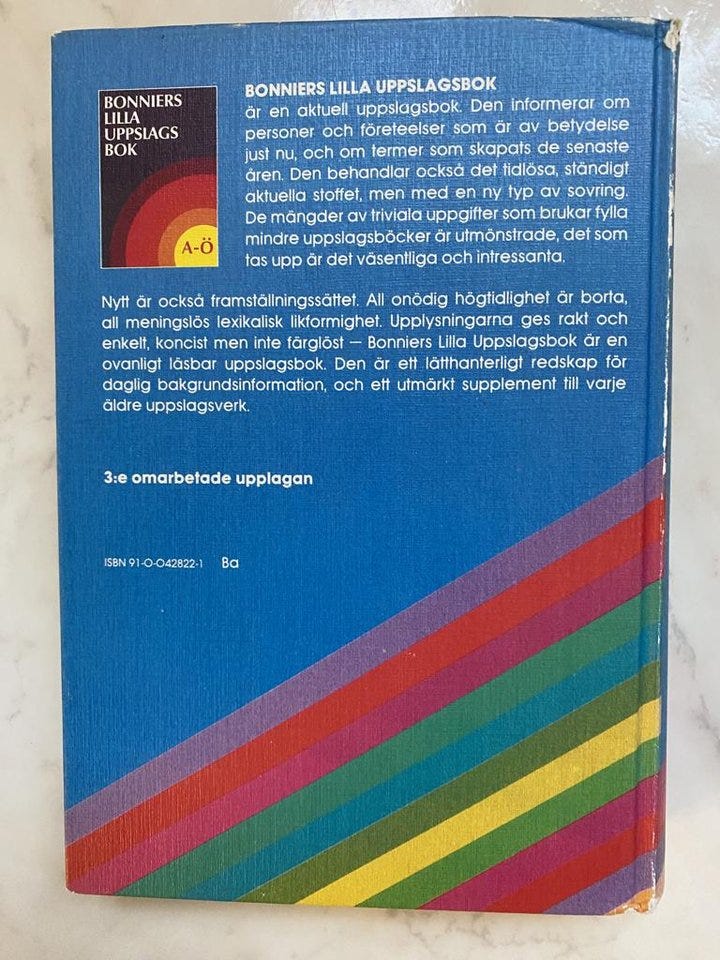 BONNIERS
LILLA
UPPSLAGS
BOK
A-Ö
BONNIERS LILLA UPPSLAGSBOK
är en aktuell uppslagsbok. Den informerar om
personer och företeelser som är av betydelse
just nu, och om termer som skapats de senaste
åren. Den behandlar också det tidlösa, ständigt
aktuella stoffet, men med en ny typ av sovring.
De mängder av triviala uppgifter som brukar fylla
mindre uppslagsböcker är utmönstrade, det som
tas upp är det väsentliga och intressanta.
Nytt är också framställningssättet. All onödig högtidlighet är borta,
all meningslös lexikalisk likformighet. Upplysningarna ges rakt och
enkelt, koncist men inte färglöst — Bonniers Lilla Uppslagsbok är en
ovanligt läsbar uppslagsbok. Den är ett lätthanterligt redskap för
daglig bakgrundsinformation, och ett utmärkt supplement till varje
äldre uppslagsverk.
3:e omarbetade upplagan
ISBN 91-0-042822-1 Ba